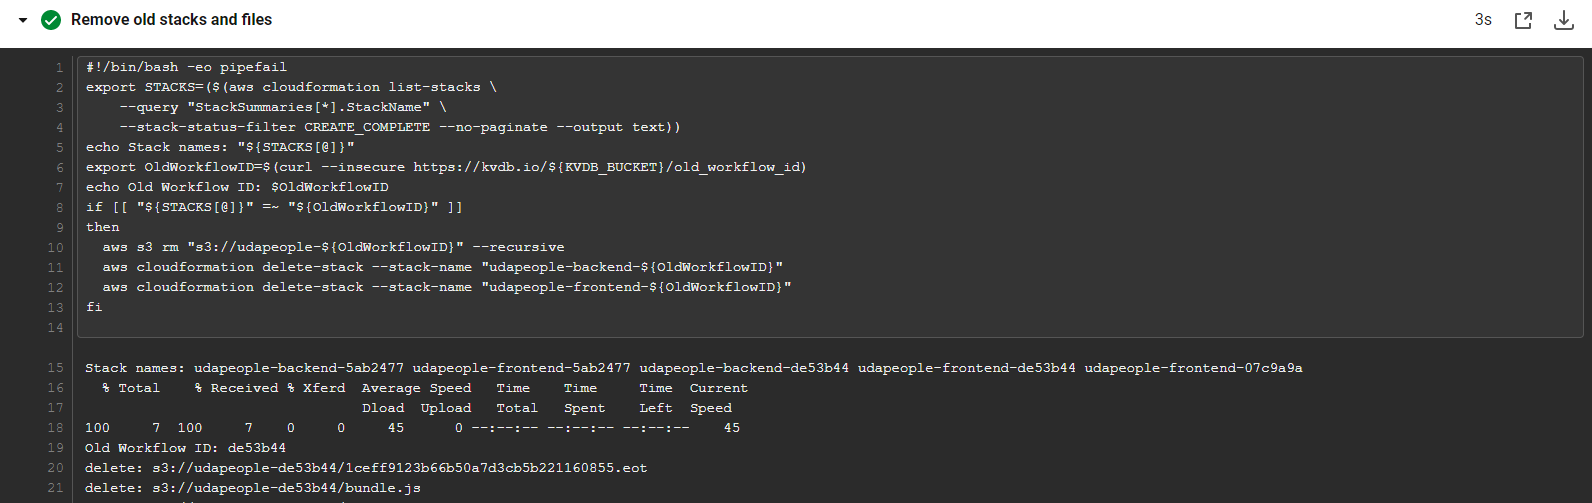 Remove old stacks and files
3s
1 #!/bin/bash -eo pipefail
2 export STACKS=($(aws cloudformation list-stacks \
3 --query "StackSummaries[*].StackName" \
4 --stack-status-filter CREATE_COMPLETE --no-paginate --output text))
5 echo Stack names: "${STACKS[@]}"
6 export OldWorkflowID=$(curl --insecure https://kvdb.io/${KVDB_BUCKET}/old_workflow_id)
7 echo Old Workflow ID: $OldWorkflowID
8 if [[ "${STACKS[@]}" =~ "${OldWorkflowID}" ]]
9 then
10 aws s3 rm "s3://udapeople-${OldWorkflowID}" --recursive
11 aws cloudformation delete-stack --stack-name "udapeople-backend-${OldWorkflowID}"
12 aws cloudformation delete-stack --stack-name "udapeople-frontend-${OldWorkflowID}"
13 fi
14
15 Stack names: udapeople-backend-5ab2477 udapeople-frontend-5ab2477 udapeople-backend-de53b44 udapeople-frontend-de53b44 udapeople-frontend-07c9a9a
16 % Total % Received % Xferd Average Speed Time Time Time Current
17 Dload Upload Total Spent Left Speed
18 100 7 100 7 0 0 45 0 --:--:-- --:--:-- --:--:-- 45
19 Old Workflow ID: de53b44
20 delete: s3://udapeople-de53b44/1ceff9123b66b50a7d3cb5b221160855.eot
21 delete: s3://udapeople-de53b44/bundle.js